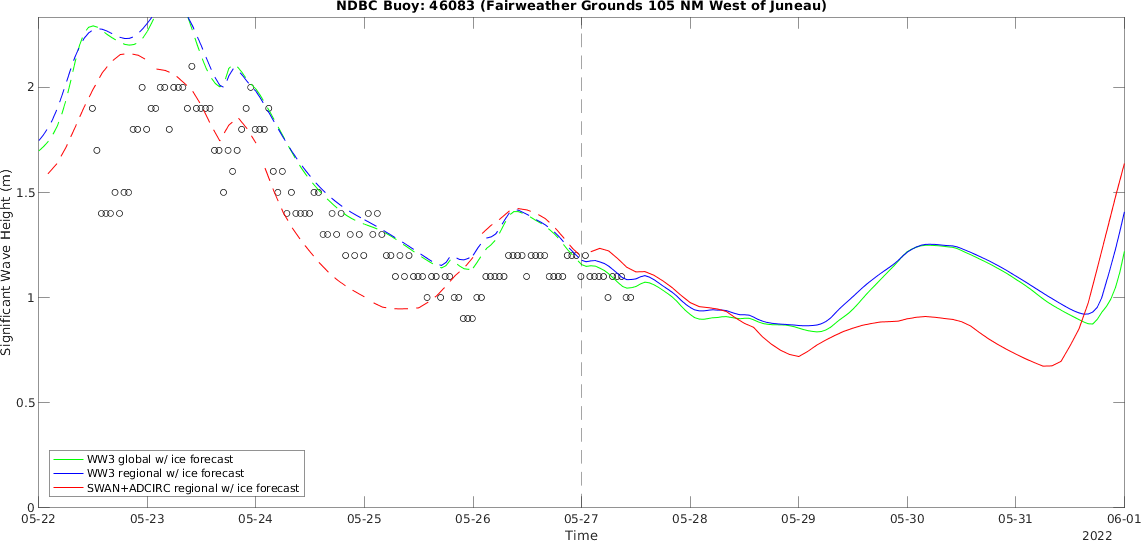 NDBC Buoy: 46083 (Fairweather Grounds 105 NM West of Juneau)
Significant Wave Height (m)
2
1.5
1
0.5
0
WW3 global w/ ice forecast
WW3 regional w/ ice forecast
SWAN+ADCIRC regional w/ ice forecast
05-22 05-23 05-24 05-25 05-26 05-27 05-28 05-29 05-30 05-31 06-01
Time
2022